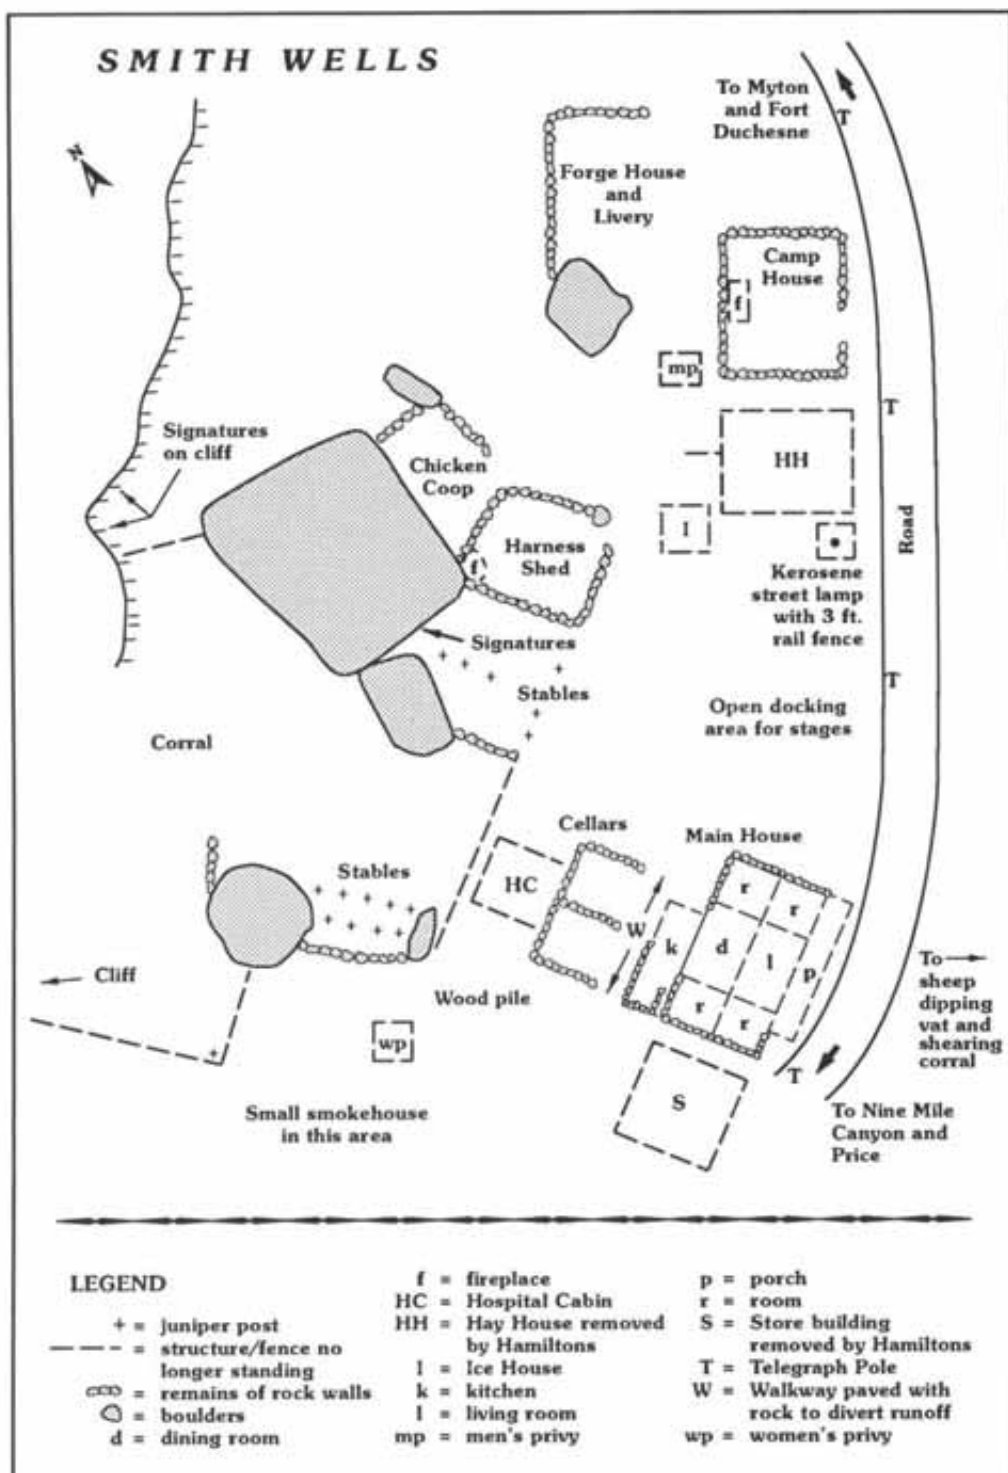 SMITH WELLS
N
To Myton
and Fort
Duchesne
T
Forge House
and
Livery
Camp
House
f
mp
T
Signatures
on cliff
Chicken
Coop
HH
I
Harness
Shed
f
Road
Kerosene
street lamp
with 3 ft.
rail fence
Signatures
Stables
T
Open docking
area for stages
Corral
Cellars
Main House
Stables
HC
r
r
W
k
d
l
p
r
r
Cliff
Wood pile
To
sheep
dipping
vat and
shearing
corral
wp
T
S
Small smokehouse
in this area
To Nine Mile
Canyon and
Price
LEGEND
+ = juniper post
— — — = structure/fence no
longer standing
= remains of rock walls
= boulders
d = dining room
f = fireplace
HC = Hospital Cabin
HH = Hay House removed
by Hamiltons
I = Ice House
k = kitchen
l = living room
mp = men's privy
p = porch
r = room
S = Store building
removed by Hamiltons
T = Telegraph Pole
W = Walkway paved with
rock to divert runoff
wp = women's privy